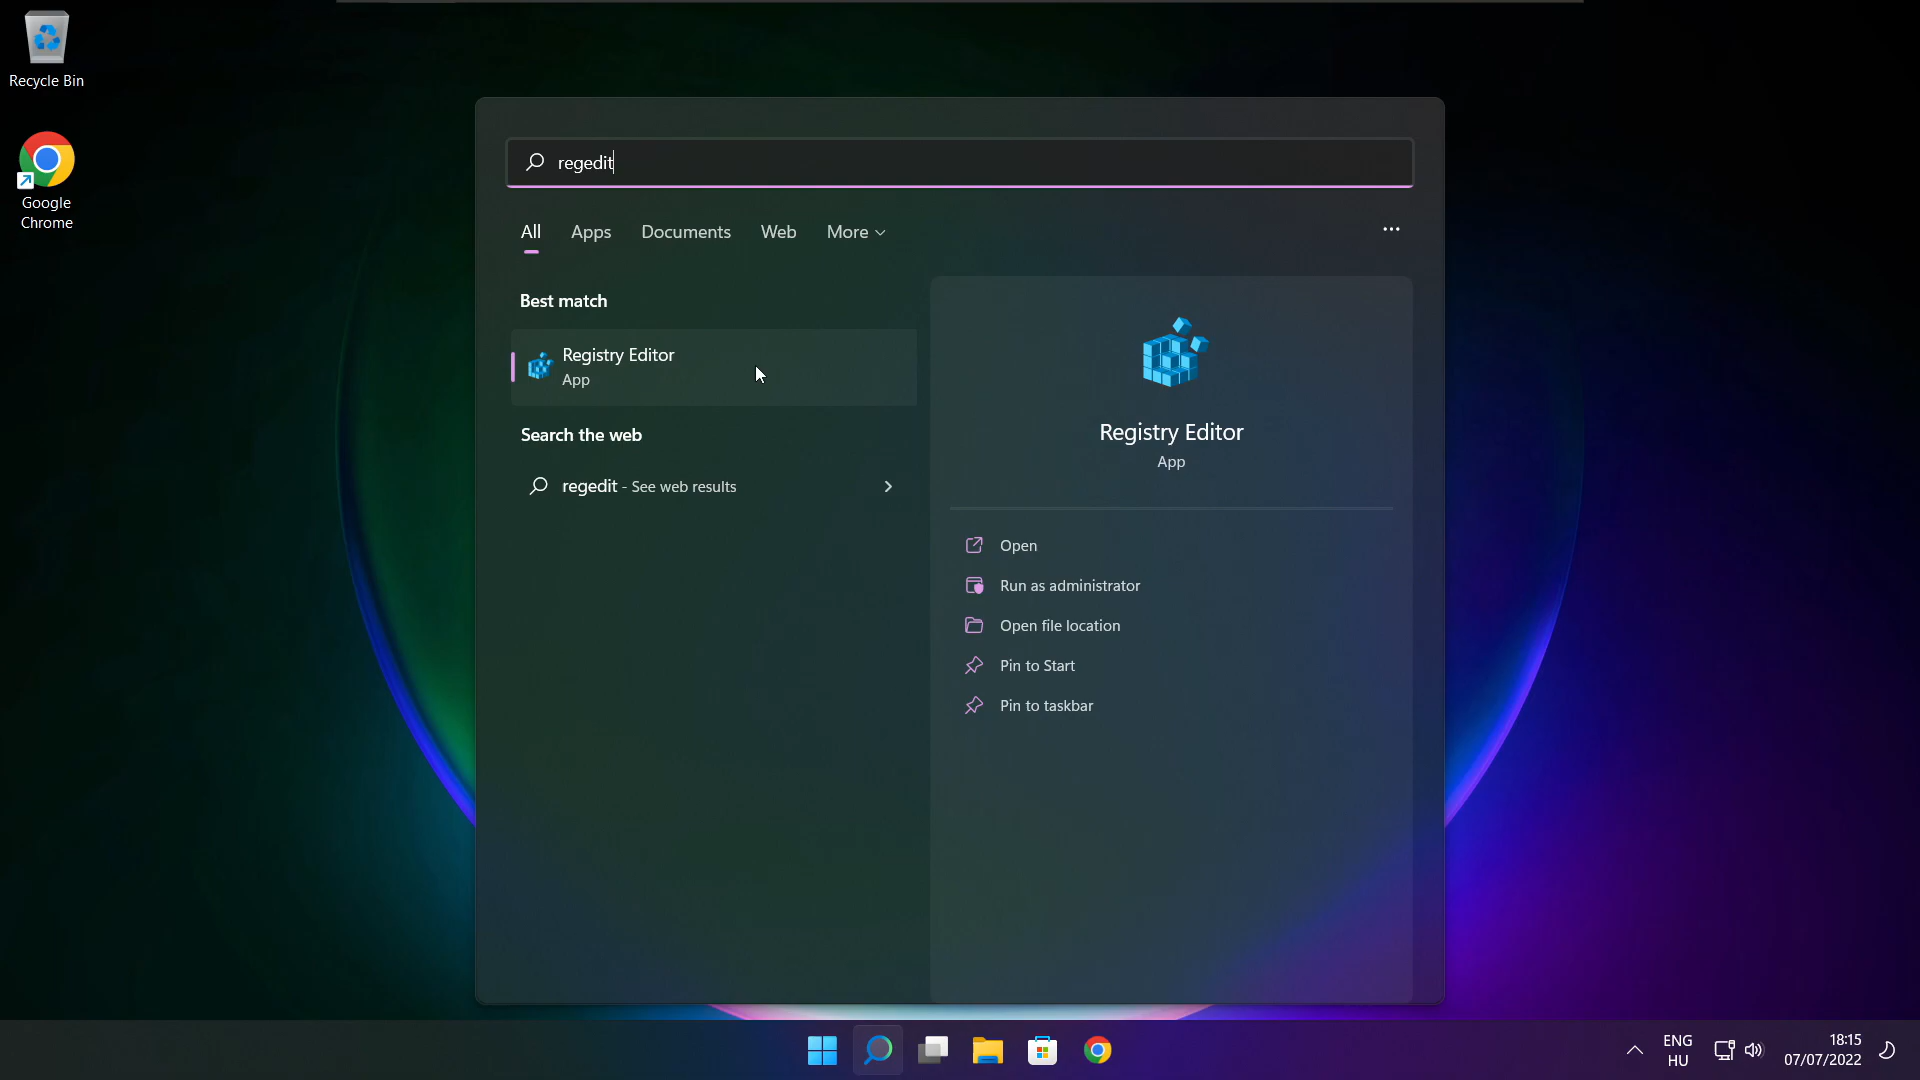 Recycle Bin
Google
Chrome
regedit
All Apps Documents Web More
Best match
Registry Editor
App
Search the web
regedit - See web results
Registry Editor
App
Open
Run as administrator
Open file location
Pin to Start
Pin to taskbar
ENG
HU
18:15
07/07/2022